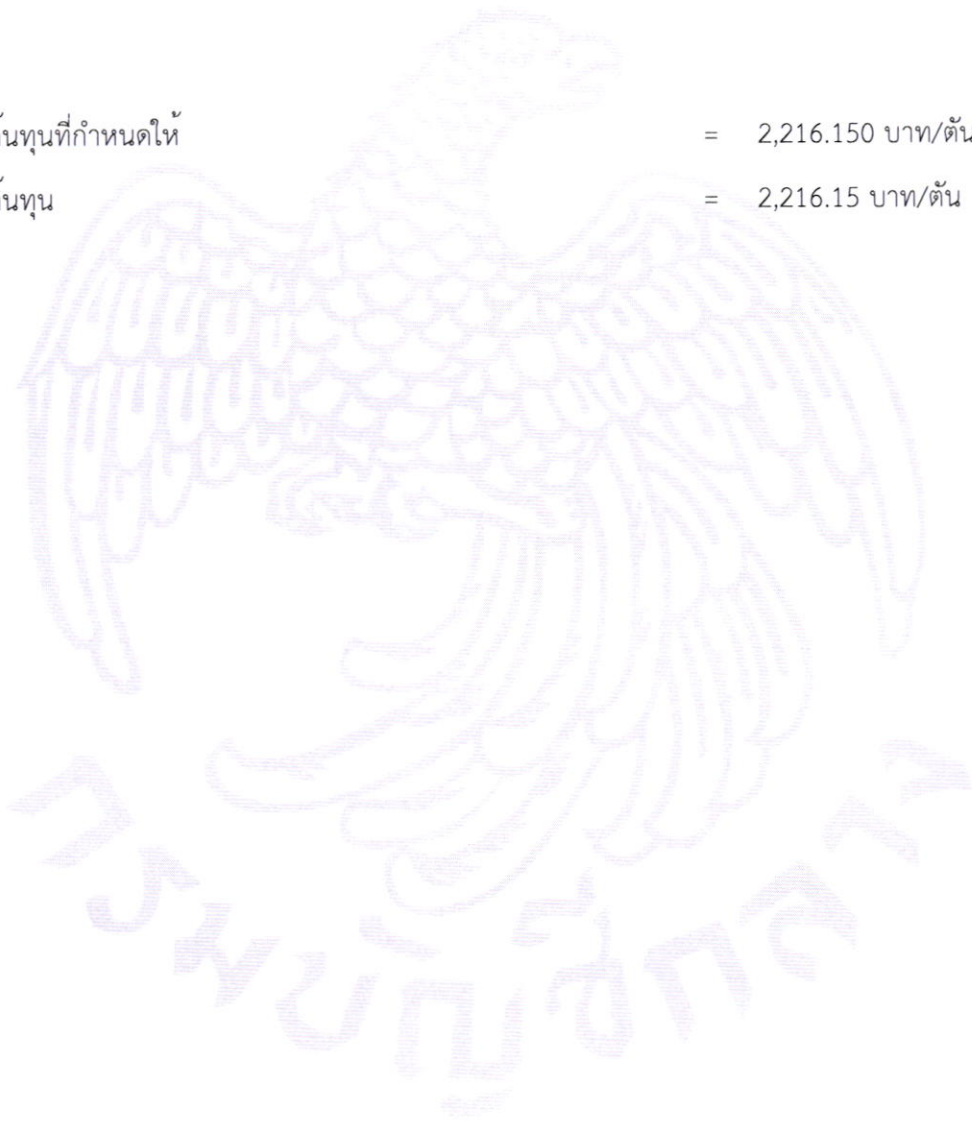 ต้นทุนที่กำหนดให้ = 2,216.150 บาท/ตัน
ต้นทุน = 2,216.15 บาท/ตัน
กรมบัญชีกลาง